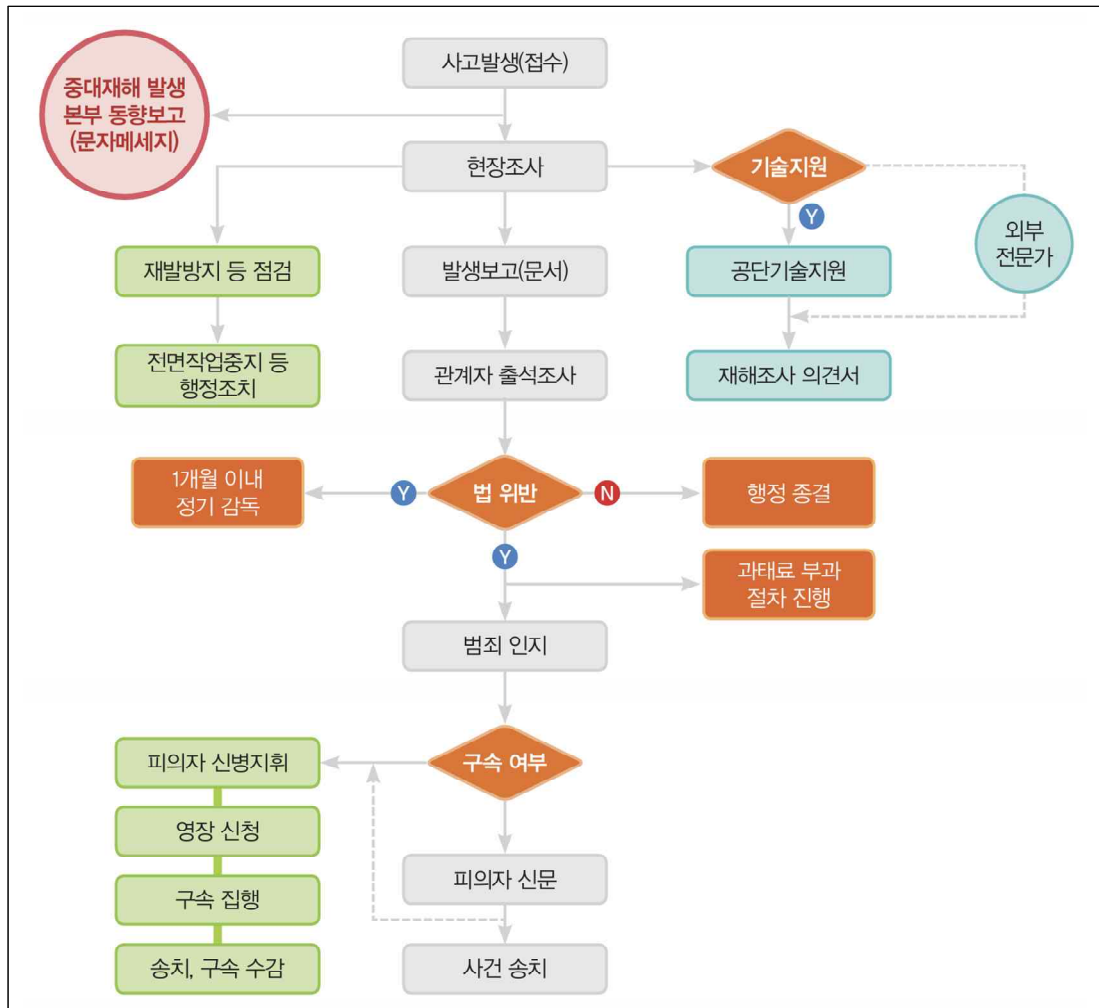 사고발생(접수)
중대재해 발생
본부 동향보고
(문자메세지)
현장조사
기술지원
Y
외부
전문가
재발방지 등 점검
발생보고(문서)
공단기술지원
전면작업중지 등
행정조치
관계자 출석조사
재해조사 의견서
1개월 이내
정기 감독
Y
법 위반
N
행정 종결
Y
과태료 부과
절차 진행
범죄 인지
구속 여부
피의자 신병지휘
영장 신청
피의자 신문
구속 집행
송치, 구속 수감
사건 송치